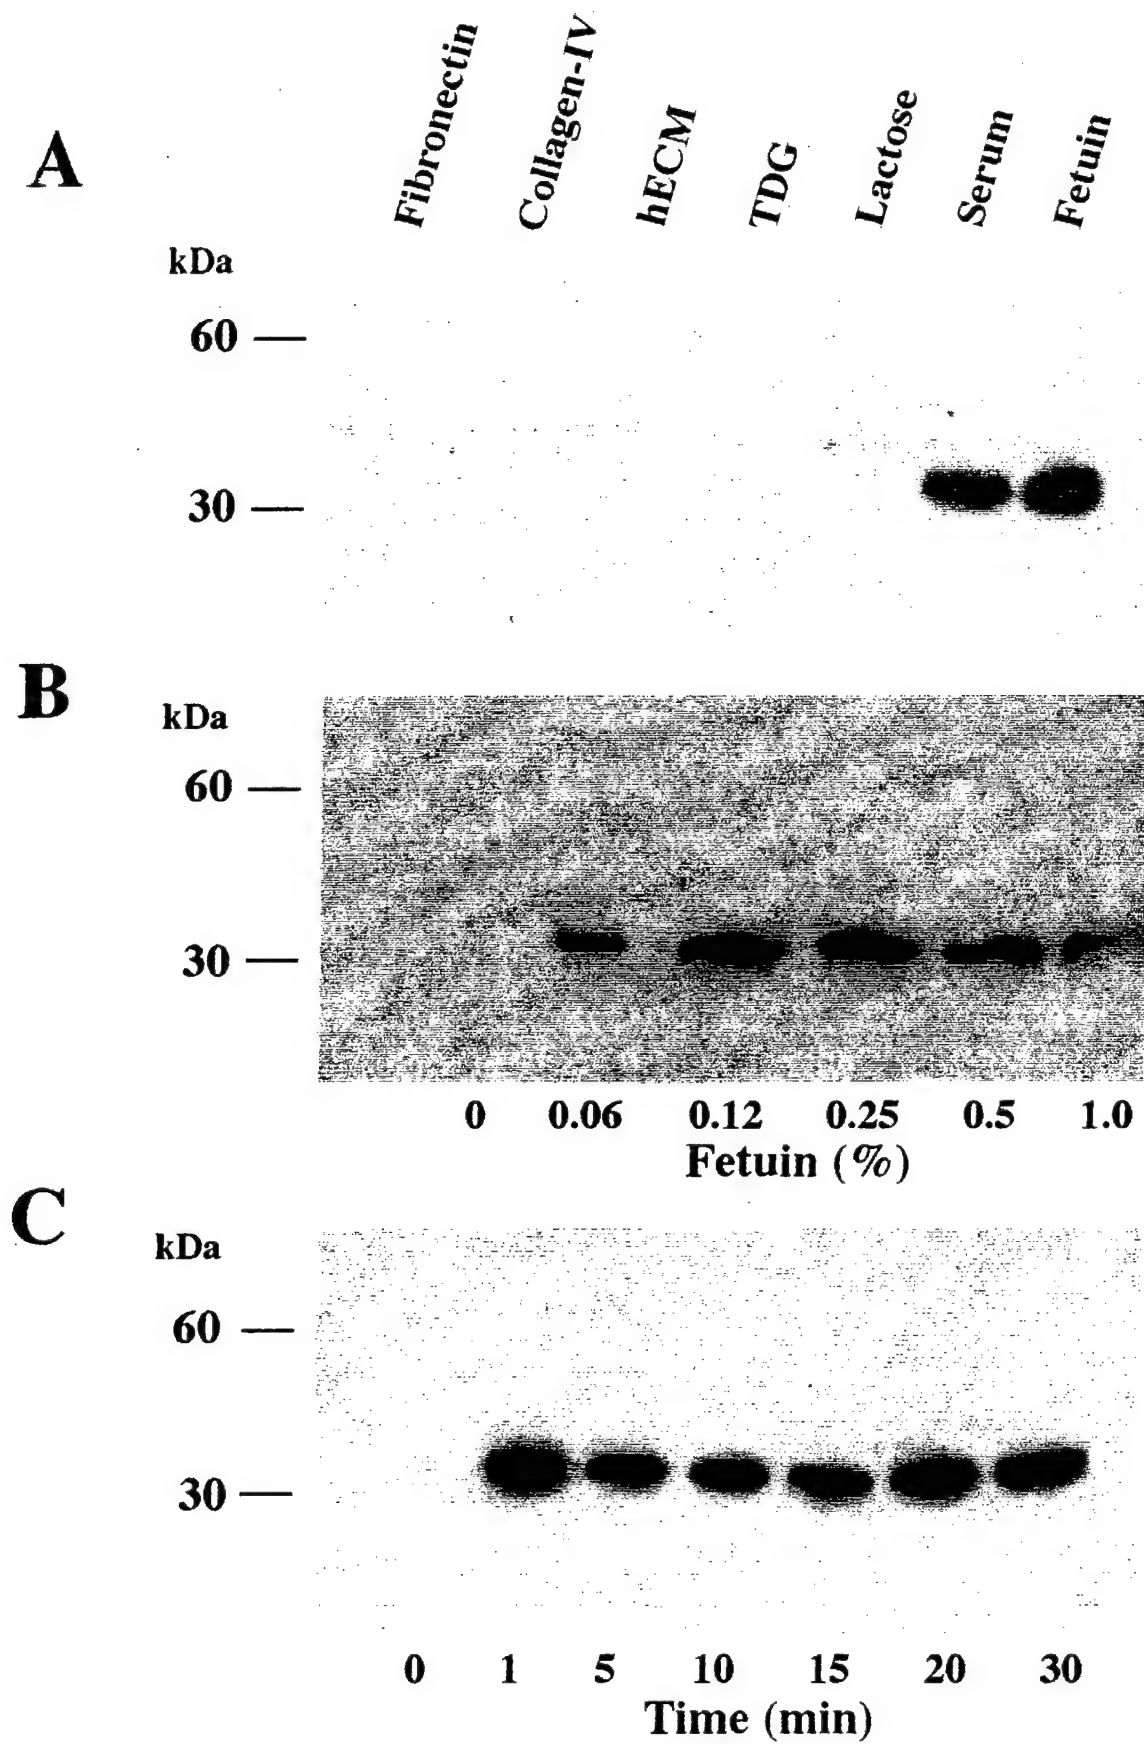 A
Fibronectin
Collagen-IV
hECM
TDG
Lactose
Serum
Fetuin
kDa
60
30
B
kDa
60
30
0 0.06 0.12 0.25 0.5 1.0
Fetuin (%)
C
kDa
60
30
0 1 5 10 15 20 30
Time (min)